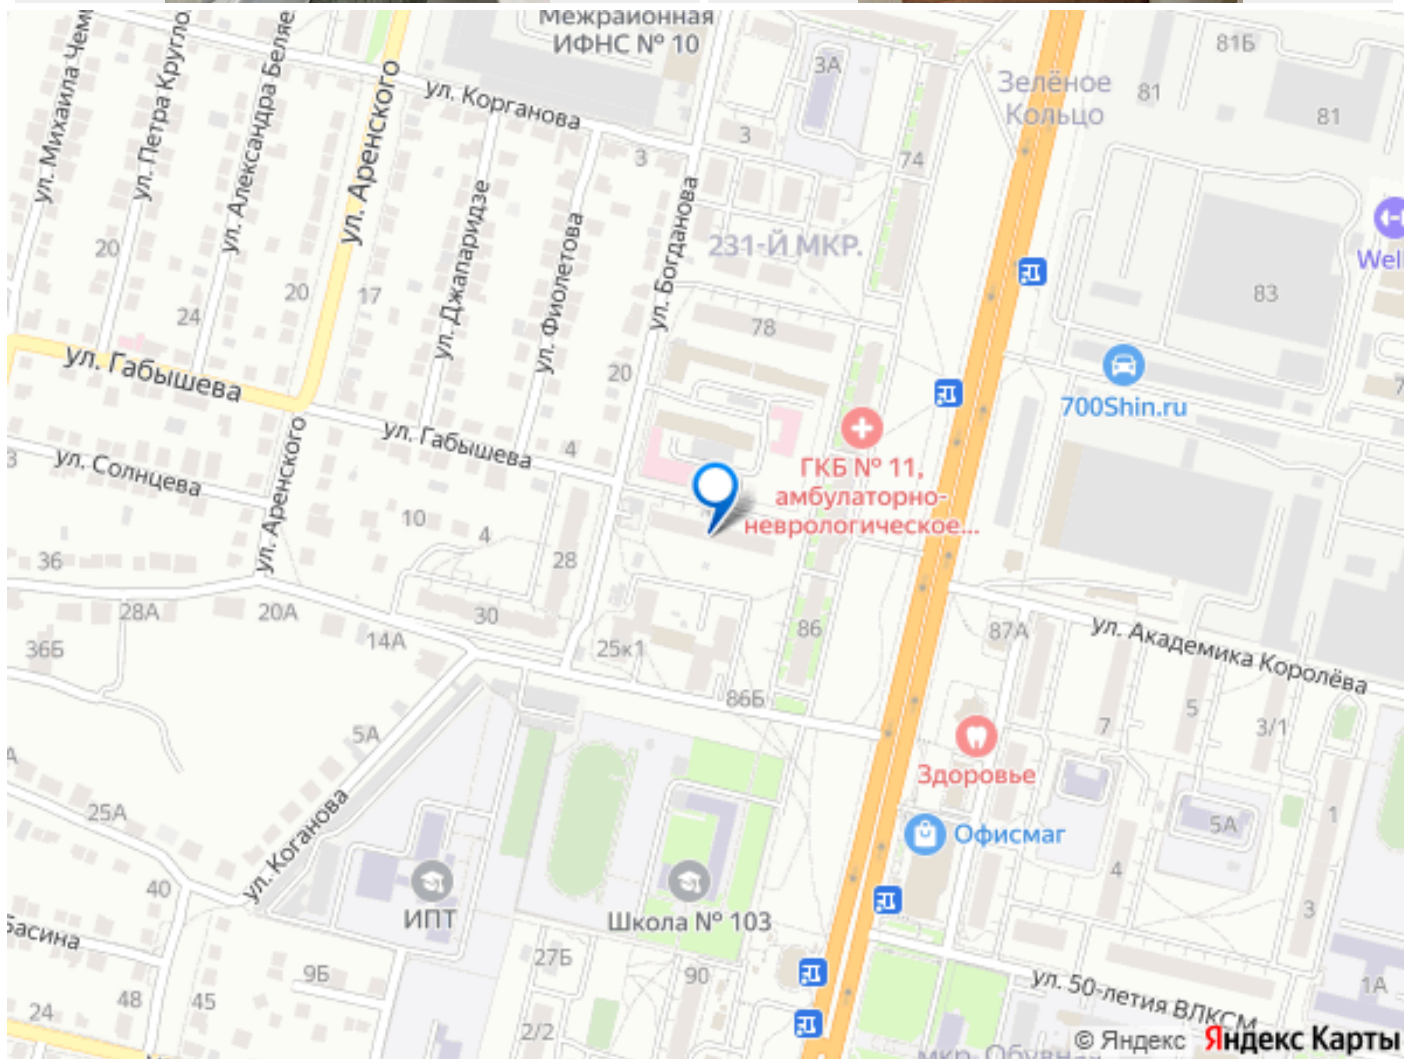 Межрайонная
ИФНС № 10
3А
81Б
Зелёное
Кольцо
81
81
ул. Петра Кругло
ул. Александра Беляе
ул. Михаила Чем
ул. Аренского
ул. Корганова
3
3
74
ул. Джапаридзе
ул. Фиолетова
ул. Богданова
231-Й МКР.
20
20
17
24
83
Well
78
ул. Габышева
20
700Shin.ru
7
ул. Габышева
4
ул. Солнцева
3
ул. Аренского
ГКБ № 11,
амбулаторно-
неврологическое...
10
4
28
36
28А
20А
30
14А
36Б
25к1
86
87А
ул. Академика Королёва
86Б
5А
7
5
3/1
Здоровье
25А
ул. Коганова
Офисмаг
5А
1
4
40
ИПТ
Школа № 103
3
Басина
9Б
27Б
90
48
45
24
2/2
ул. 50-летия ВЛКСМ
1А
мкр. Обувная
© Яндекс Яндекс Карты